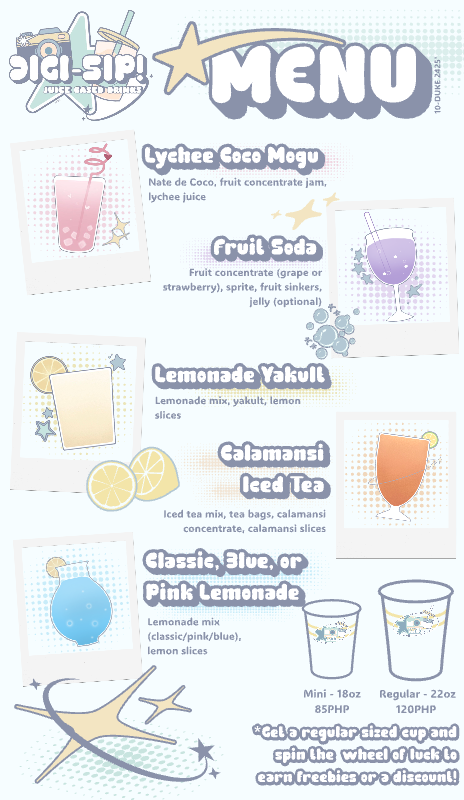 DIGI-SIP!
JUICE BASED DRINKS
MENU
10-DUKE 2425'
Lychee Coco Mogu
Nate de Coco, fruit concentrate jam,
lychee juice
Fruit Soda
Fruit concentrate (grape or
strawberry), sprite, fruit sinkers,
jelly (optional)
Lemonade Yakult
Lemonade mix, yakult, lemon
slices
Calamansi
Iced Tea
Iced tea mix, tea bags, calamansi
concentrate, calamansi slices
Classic, Blue, or
Pink Lemonade
Lemonade mix
(classic/pink/blue),
lemon slices
Mini - 18oz
85PHP
Regular - 22oz
120PHP
*Get a regular sized cup and
spin the wheel of luck to
earn freebies or a discount!